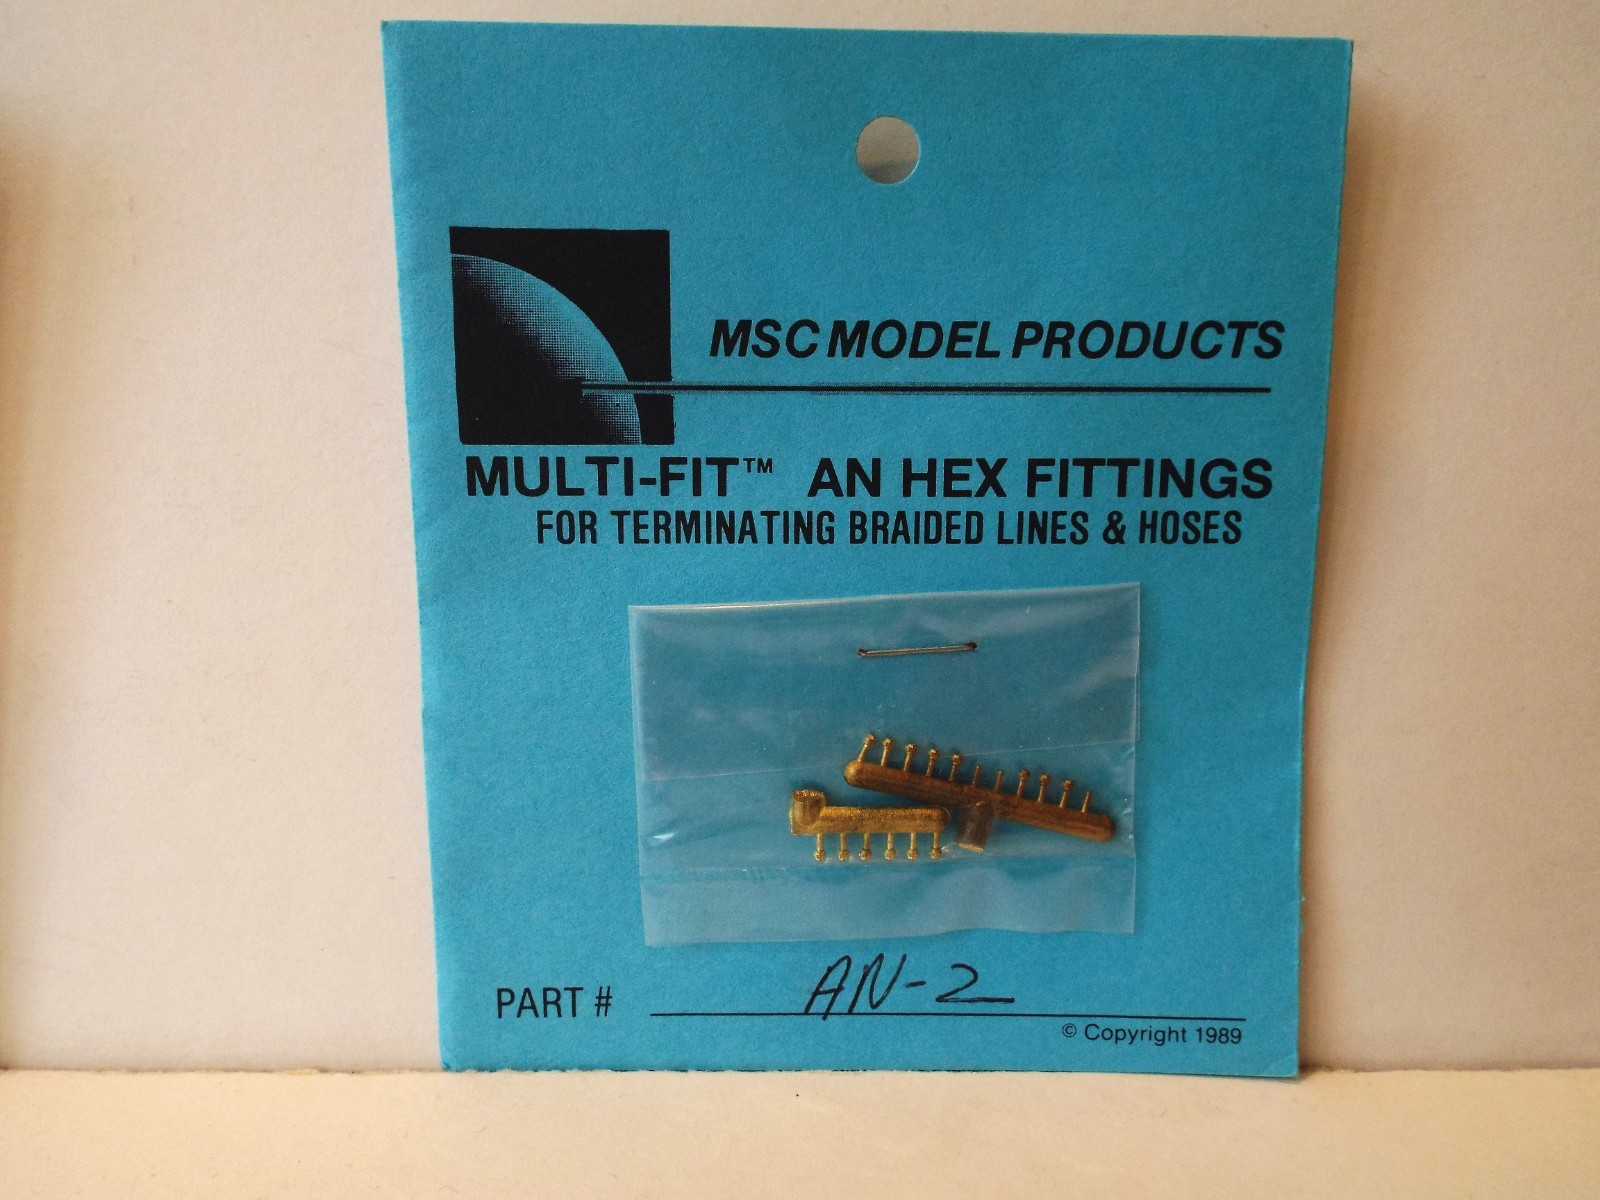 MSC MODEL PRODUCTS
MULTI-FIT™ AN HEX FITTINGS
FOR TERMINATING BRAIDED LINES & HOSES
PART # AN-2
© Copyright 1989